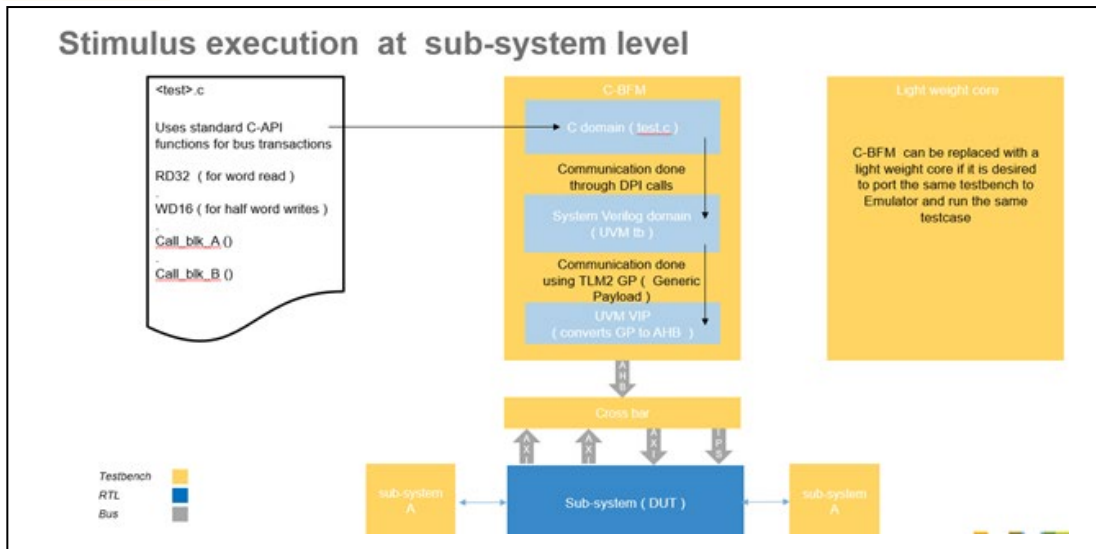 Stimulus execution at sub-system level
<test>.c
Uses standard C-API
functions for bus transactions
RD32 ( for word read )
.
WD16 ( for half word writes )
.
Call_blk_A ()
.
Call_blk_B ()
C-BFM
C domain ( test.c )
Communication done
through DPI calls
System Verilog domain
( UVM tb )
Communication done
using TLM2 GP ( Generic
Payload )
UVM VIP
( converts GP to AHB )
AHB
Cross bar
AXI
AXI
AXI
IPS
Light weight core
C-BFM can be replaced with a
light weight core if it is desired
to port the same testbench to
Emulator and run the same
testcase
Testbench
RTL
Bus
sub-system
A
Sub-system ( DUT )
sub-system
A